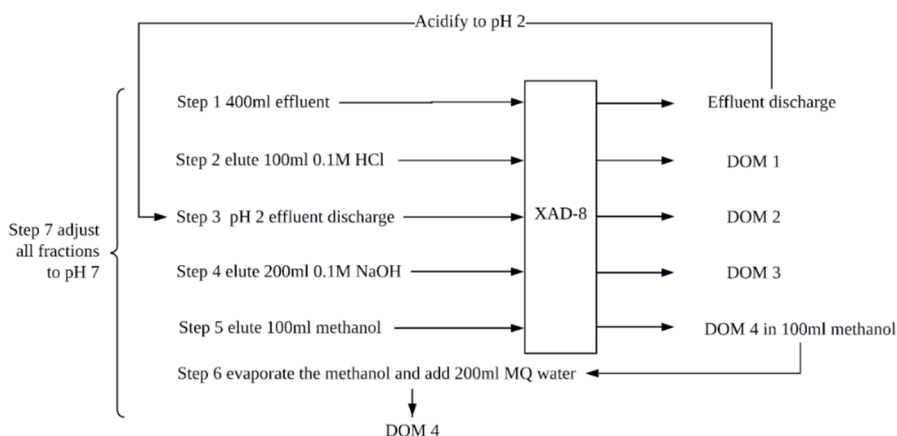 Acidify to pH 2
Step 1 400ml effluent
Effluent discharge
Step 2 elute 100ml 0.1M HCl
DOM 1
Step 3 pH 2 effluent discharge
XAD-8
DOM 2
Step 7 adjust
all fractions
to pH 7
Step 4 elute 200ml 0.1M NaOH
DOM 3
Step 5 elute 100ml methanol
DOM 4 in 100ml methanol
Step 6 evaporate the methanol and add 200ml MQ water
DOM 4